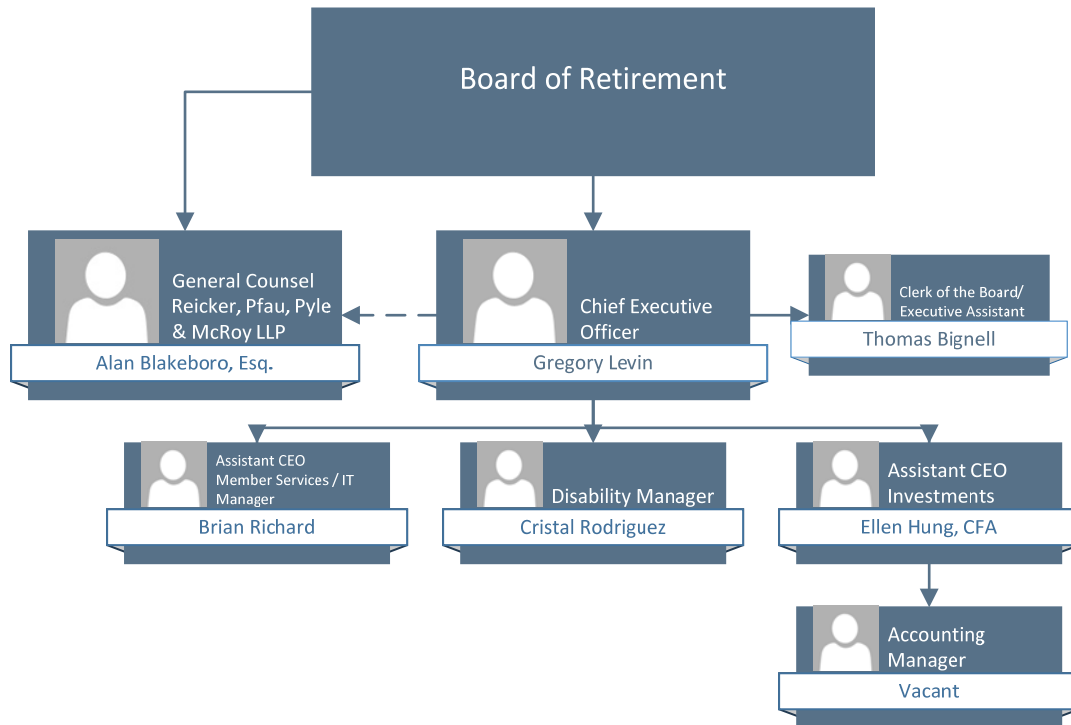 Board of Retirement
General Counsel
Reicker, Pfau, Pyle
& McRoy LLP
Alan Blakeboro, Esq.
Chief Executive
Officer
Gregory Levin
Clerk of the Board/
Executive Assistant
Thomas Bignell
Assistant CEO
Member Services / IT
Manager
Brian Richard
Disability Manager
Cristal Rodriguez
Assistant CEO
Investments
Ellen Hung, CFA
Accounting
Manager
Vacant